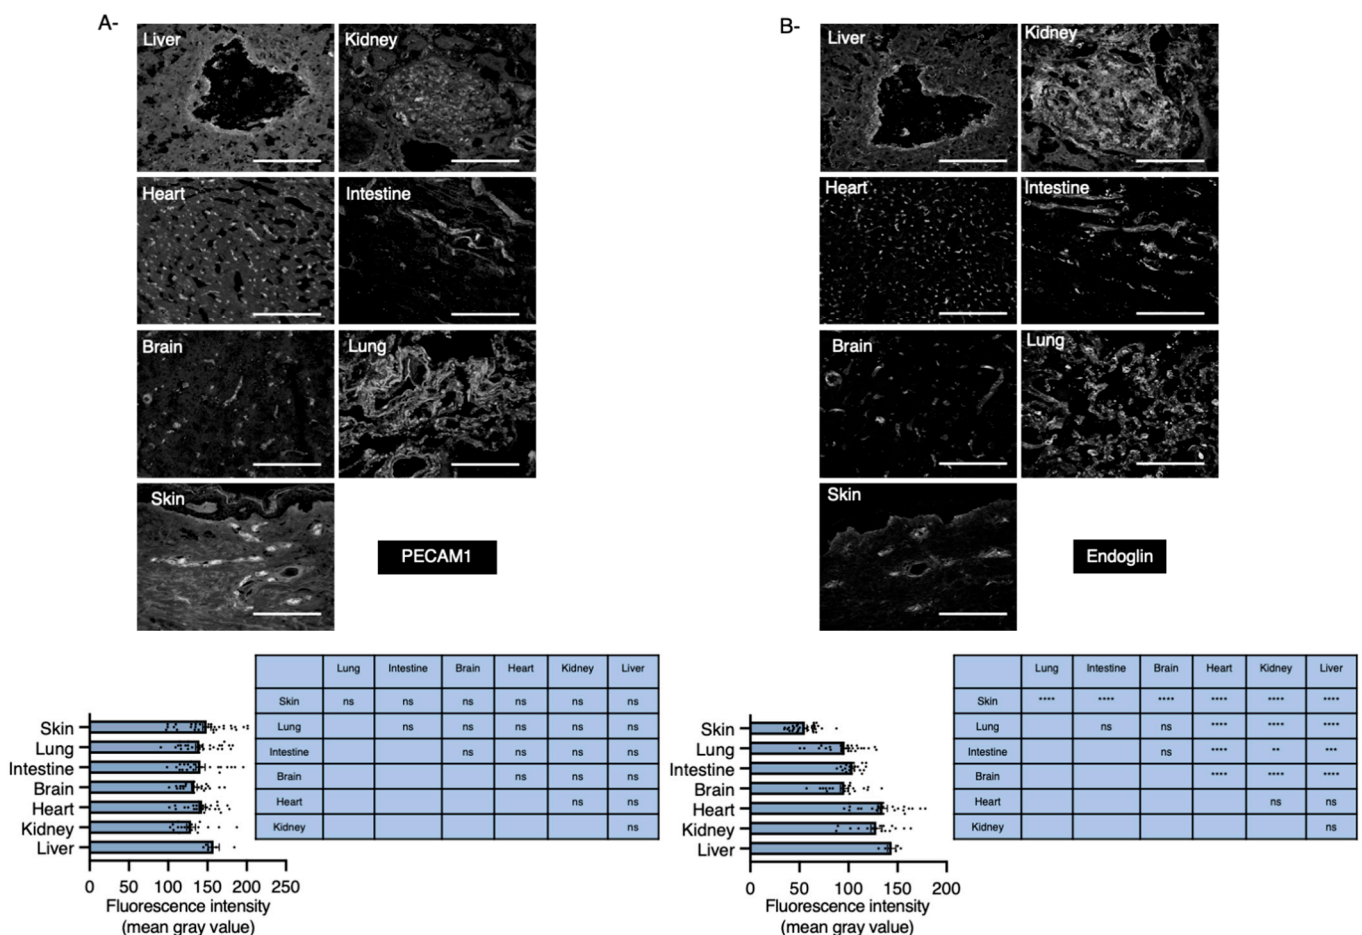 A-
Liver
Kidney
Heart
Intestine
Brain
Lung
Skin
PECAM1
B-
Liver
Kidney
Heart
Intestine
Brain
Lung
Skin
Endoglin
Skin
Lung
Intestine
Brain
Heart
Kidney
Liver
0 50 100 150 200 250
Fluorescence intensity
(mean gray value)
Lung Intestine Brain Heart Kidney Liver
Skin ns ns ns ns ns ns
Lung ns ns ns ns ns
Intestine ns ns ns ns
Brain ns ns ns
Heart ns ns
Kidney ns
Skin
Lung
Intestine
Brain
Heart
Kidney
Liver
0 50 100 150 200
Fluorescence intensity
(mean gray value)
Lung Intestine Brain Heart Kidney Liver
Skin **** **** **** **** **** ****
Lung ns ns **** **** ****
Intestine ns **** ** ***
Brain **** **** ****
Heart ns ns
Kidney ns